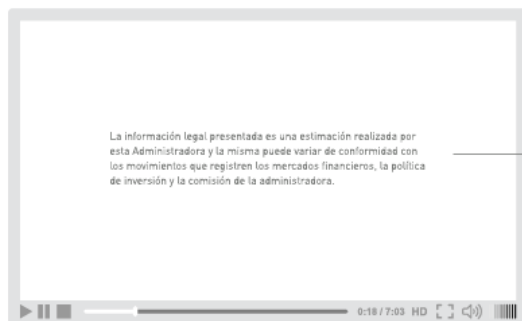 La información legal presentada es una estimación realizada por
esta Administradora y la misma puede variar de conformidad con
los movimientos que registren los mercados financieros, la política
de inversión y la comisión de la administradora.
0:18 / 7:03 HD